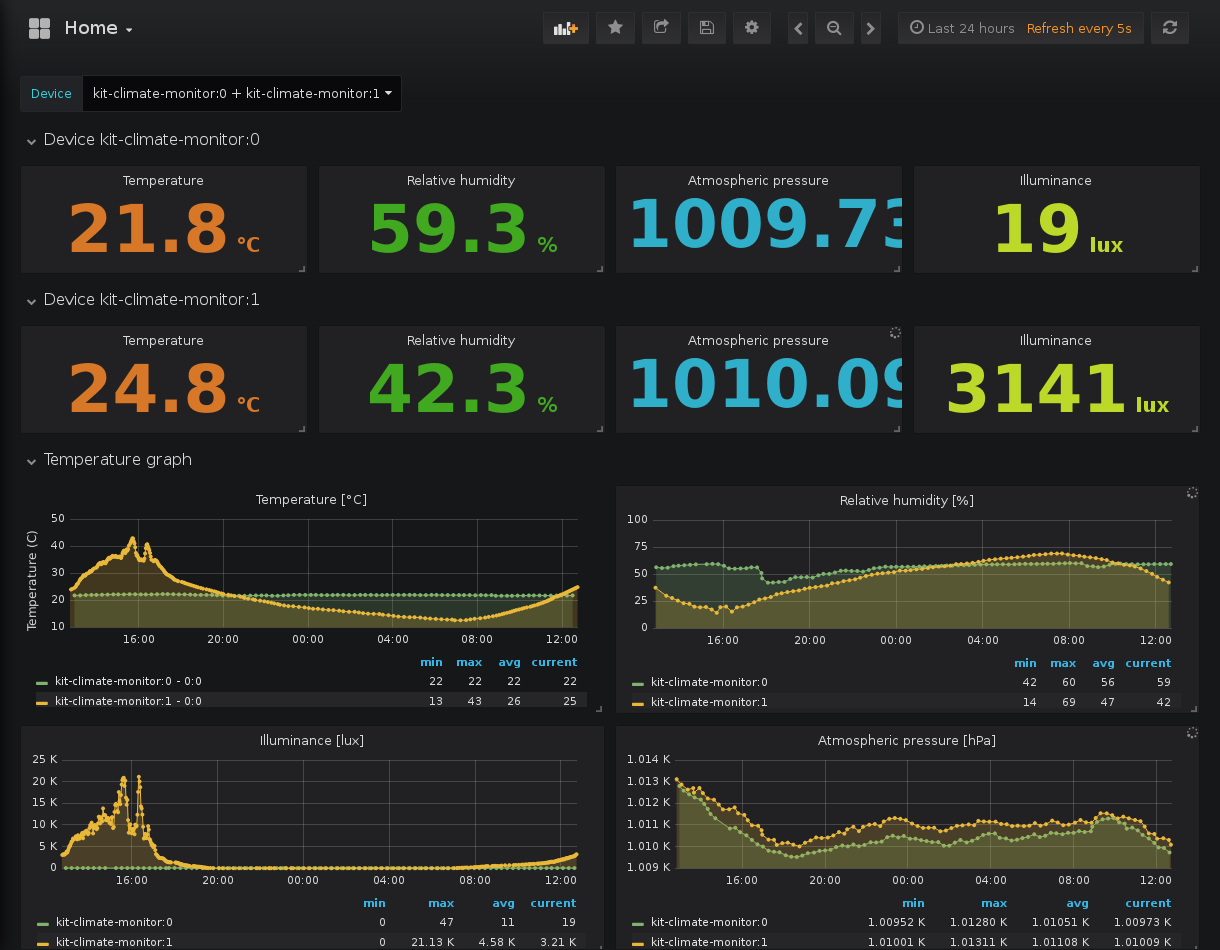 Home
Last 24 hours Refresh every 5s
Device kit-climate-monitor:0 + kit-climate-monitor:1
Device kit-climate-monitor:0
Temperature Relative humidity Atmospheric pressure Illuminance
21.8 °C 59.3 % 1009.73 19 lux
Device kit-climate-monitor:1
Temperature Relative humidity Atmospheric pressure Illuminance
24.8 °C 42.3 % 1010.09 3141 lux
Temperature graph
Temperature [°C]
Temperature (C)
50
40
30
20
10
16:00 20:00 00:00 04:00 08:00 12:00
min max avg current
kit-climate-monitor:0 - 0:0 22 22 22 22
kit-climate-monitor:1 - 0:0 13 43 26 25
Relative humidity [%]
100
75
50
25
0
16:00 20:00 00:00 04:00 08:00 12:00
min max avg current
kit-climate-monitor:0 42 60 56 59
kit-climate-monitor:1 14 69 47 42
Illuminance [lux]
25 K
20 K
15 K
10 K
5 K
0
16:00 20:00 00:00 04:00 08:00 12:00
min max avg current
kit-climate-monitor:0 0 47 11 19
kit-climate-monitor:1 0 21.13 K 4.58 K 3.21 K
Atmospheric pressure [hPa]
1.014 K
1.013 K
1.012 K
1.011 K
1.010 K
1.009 K
16:00 20:00 00:00 04:00 08:00 12:00
min max avg current
kit-climate-monitor:0 1.00952 K 1.01280 K 1.01051 K 1.00973 K
kit-climate-monitor:1 1.01001 K 1.01311 K 1.01108 K 1.01009 K